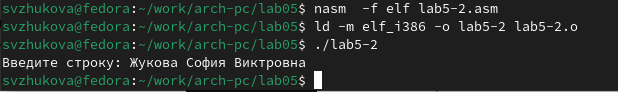 svzhukova@fedora:~/work/arch-pc/lab05$ nasm  -f elf lab5-2.asm
svzhukova@fedora:~/work/arch-pc/lab05$ ld -m elf_i386 -o lab5-2 lab5-2.o
svzhukova@fedora:~/work/arch-pc/lab05$ ./lab5-2
Введите строку: Жукова София Виктровна
svzhukova@fedora:~/work/arch-pc/lab05$